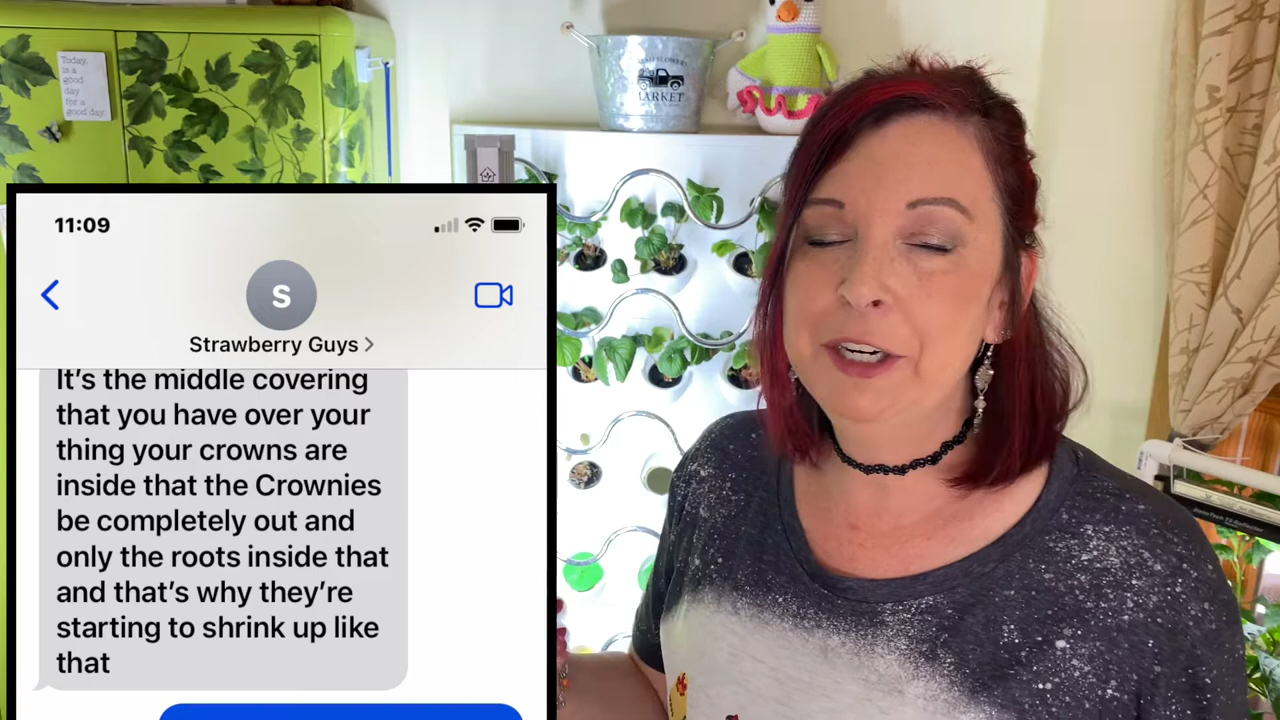 Today
is a
good
day
for a
good day.
MARKET
11:09
S
Strawberry Guys
It's the middle covering
that you have over your
thing your crowns are
inside that the Crownies
be completely out and
only the roots inside that
and that's why they're
starting to shrink up like
that